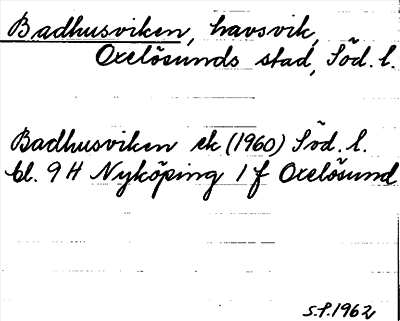 Badhusviken, havsvik,
Oxelösunds stad, Söd. l.
Badhusviken ek (1960) Söd. l.
bl. 9 H Nyköping 1 f Oxelösund
S.P. 1962